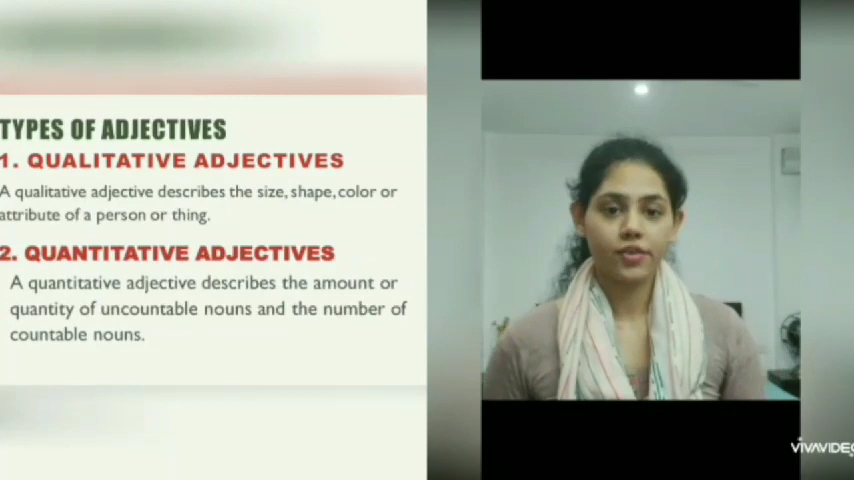 TYPES OF ADJECTIVES
1. QUALITATIVE ADJECTIVES
A qualitative adjective describes the size, shape, color or
attribute of a person or thing.
2. QUANTITATIVE ADJECTIVES
A quantitative adjective describes the amount or
quantity of uncountable nouns and the number of
countable nouns.
VIVAVIDEO